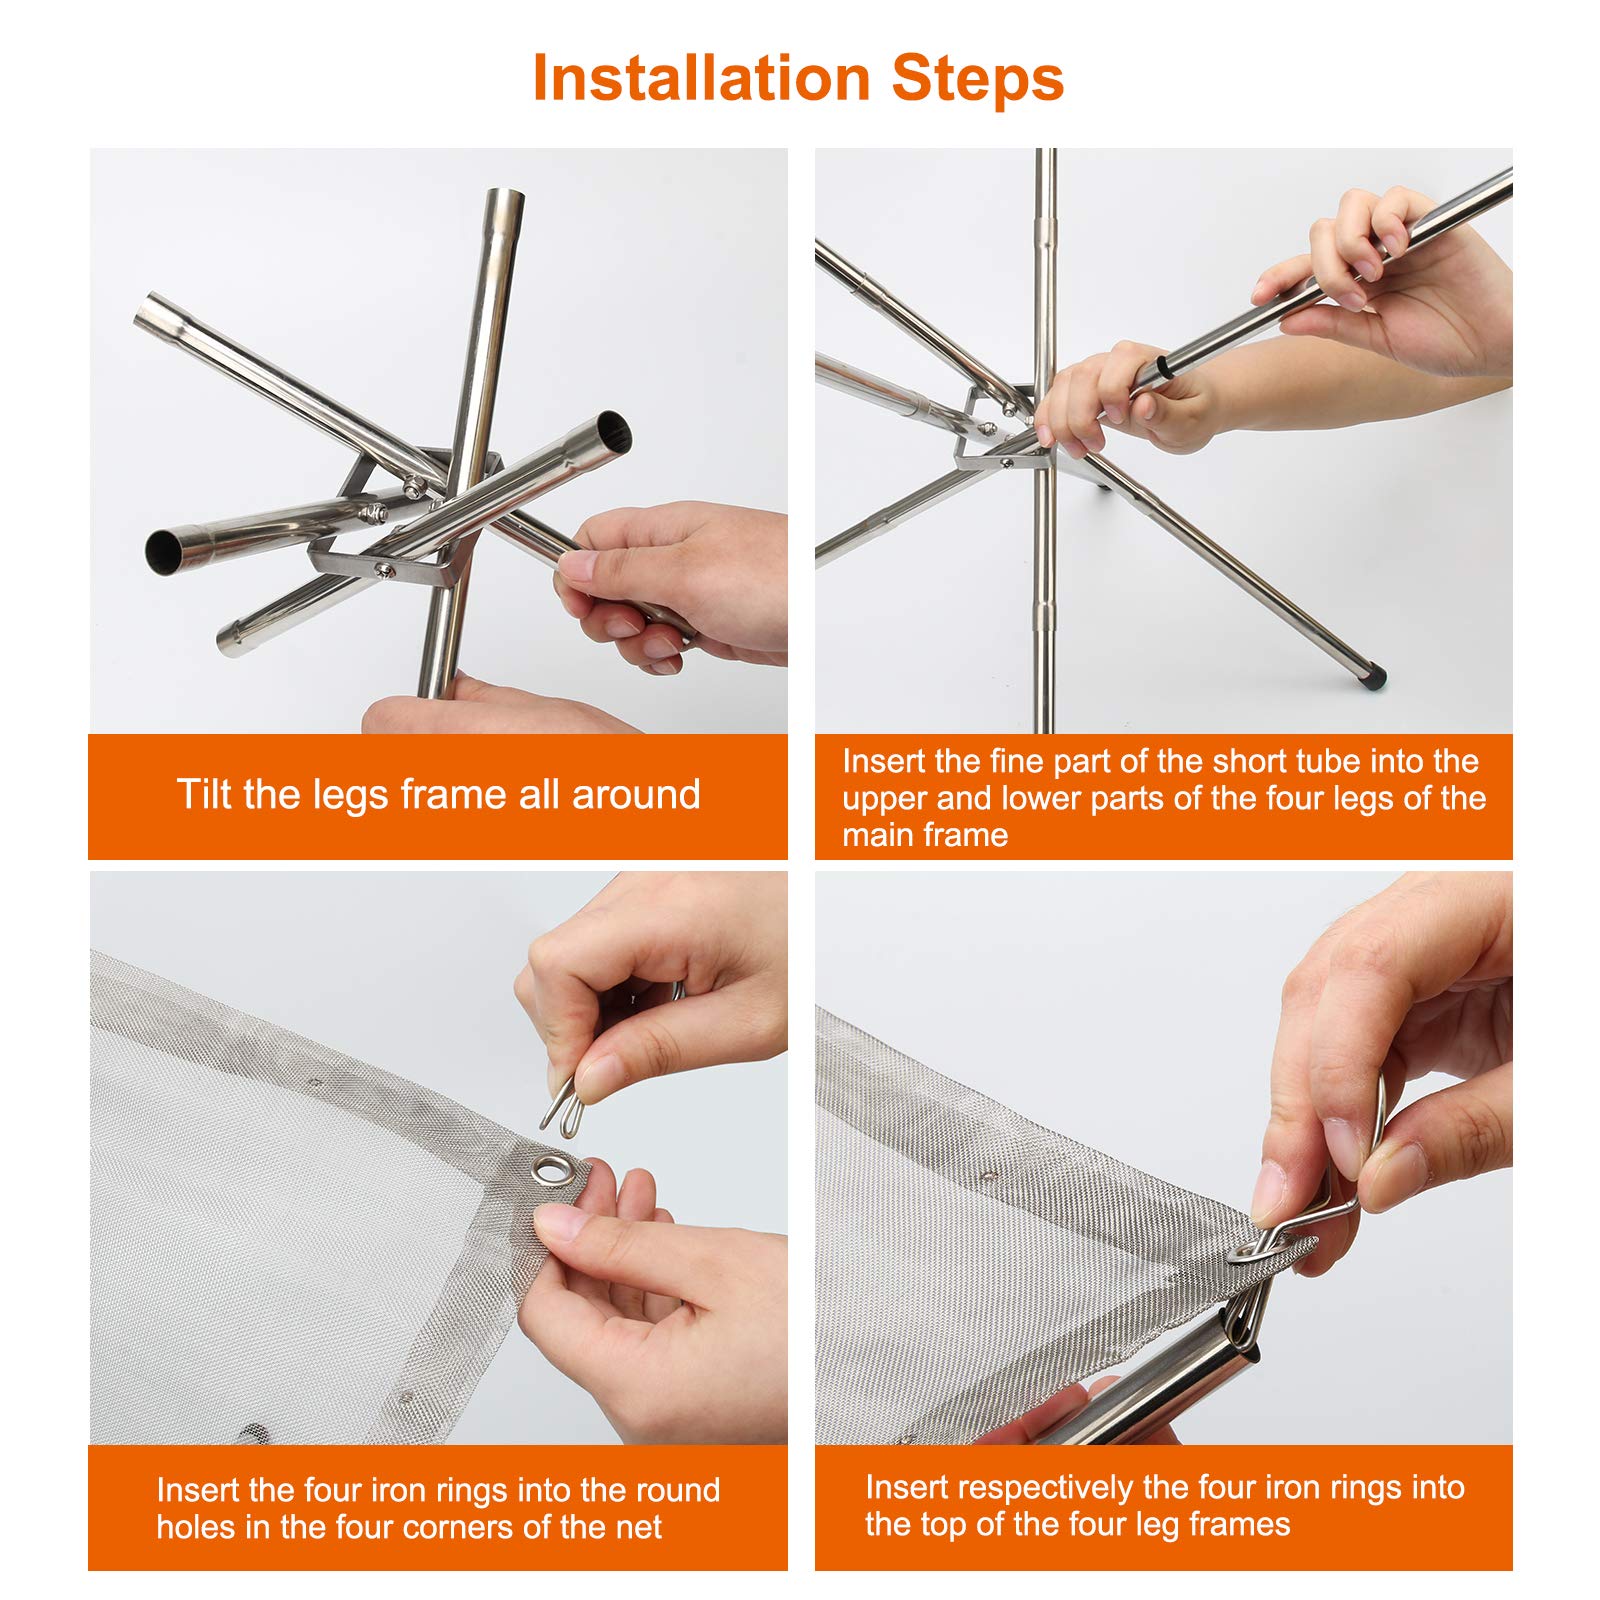 Installation Steps
Tilt the legs frame all around
Insert the fine part of the short tube into the
upper and lower parts of the four legs of the
main frame
Insert the four iron rings into the round
holes in the four corners of the net
Insert respectively the four iron rings into
the top of the four leg frames